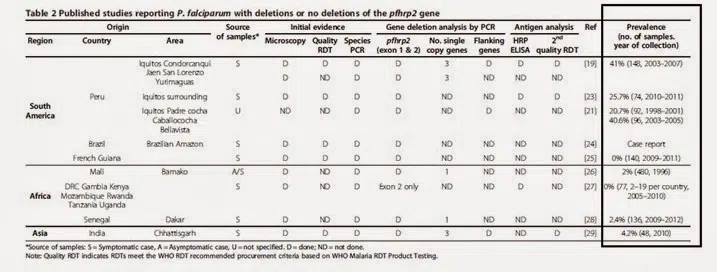 Table 2 Published studies reporting P. falciparum with deletions or no deletions of the pfhrp2 gene
Origin Source of samples* Initial evidence Gene deletion analysis by PCR Antigen analysis Ref Prevalence (no. of samples. year of collection)
Region Country Area Microscopy Quality RDT Species PCR pfhrp2 (exon 1 & 2) No. single copy genes Flanking genes HRP ELISA 2nd quality RDT
South America Peru Iquitos Condorcanqui S D D D D 3 D D D [19] 41% (148, 2003–2007)
Jaen San Lorenzo Yurimaguas D ND D D 3 ND ND ND
Iquitos surrounding S D D D D ND ND D D [23] 25.7% (74, 2010–2011)
Iquitos Padre cocha Caballococha Bellavista U ND ND D D ND D ND ND [21] 20.7% (92, 1998–2001) 40.6% (96, 2003–2005)
Brazil Brazilian Amazon S D D D D ND ND ND ND [24] Case report
French Guiana S D D D D ND ND ND ND [25] 0% (140, 2009–2011)
Africa Mali Bamako A/S D ND D D 1 ND ND ND [26] 2% (480, 1996)
DRC Gambia Kenya Mozambique Rwanda Tanzania Uganda S D ND D Exon 2 only ND ND D ND [27] 0% (77, 2–19 per country, 2005–2010)
Senegal Dakar S D ND D D 1 ND ND ND [28] 2.4% (136, 2009–2012)
Asia India Chhattisgarh S D D D D 3 D ND D [29] 4.2% (48, 2010)
*Source of samples: S = Symptomatic case, A = Asymptomatic case, U = not specified. D = done; ND = not done.
Note: Quality RDT indicates RDTs meet the WHO RDT recommended procurement criteria based on WHO Malaria RDT Product Testing.